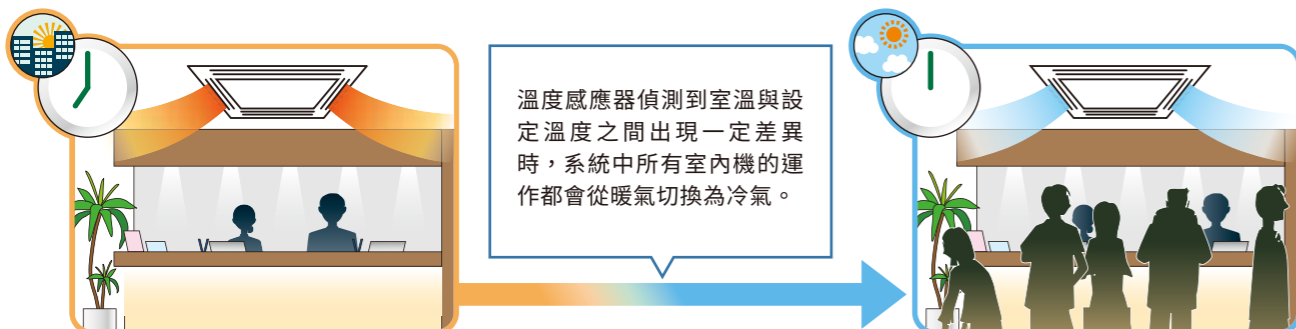 溫度感應器偵測到室溫與設
定溫度之間出現一定差異
時，系統中所有室內機的運
作都會從暖氣切換為冷氣。